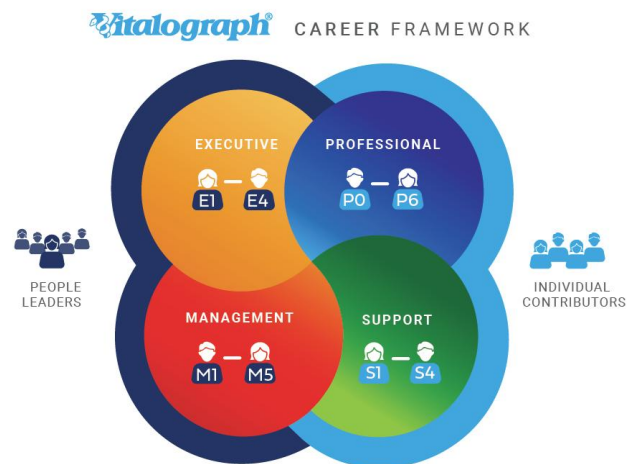 Vitalograph® CAREER FRAMEWORK
EXECUTIVE
E1 – E4
PROFESSIONAL
P0 – P6
PEOPLE
LEADERS
INDIVIDUAL
CONTRIBUTORS
MANAGEMENT
M1 – M5
SUPPORT
S1 – S4